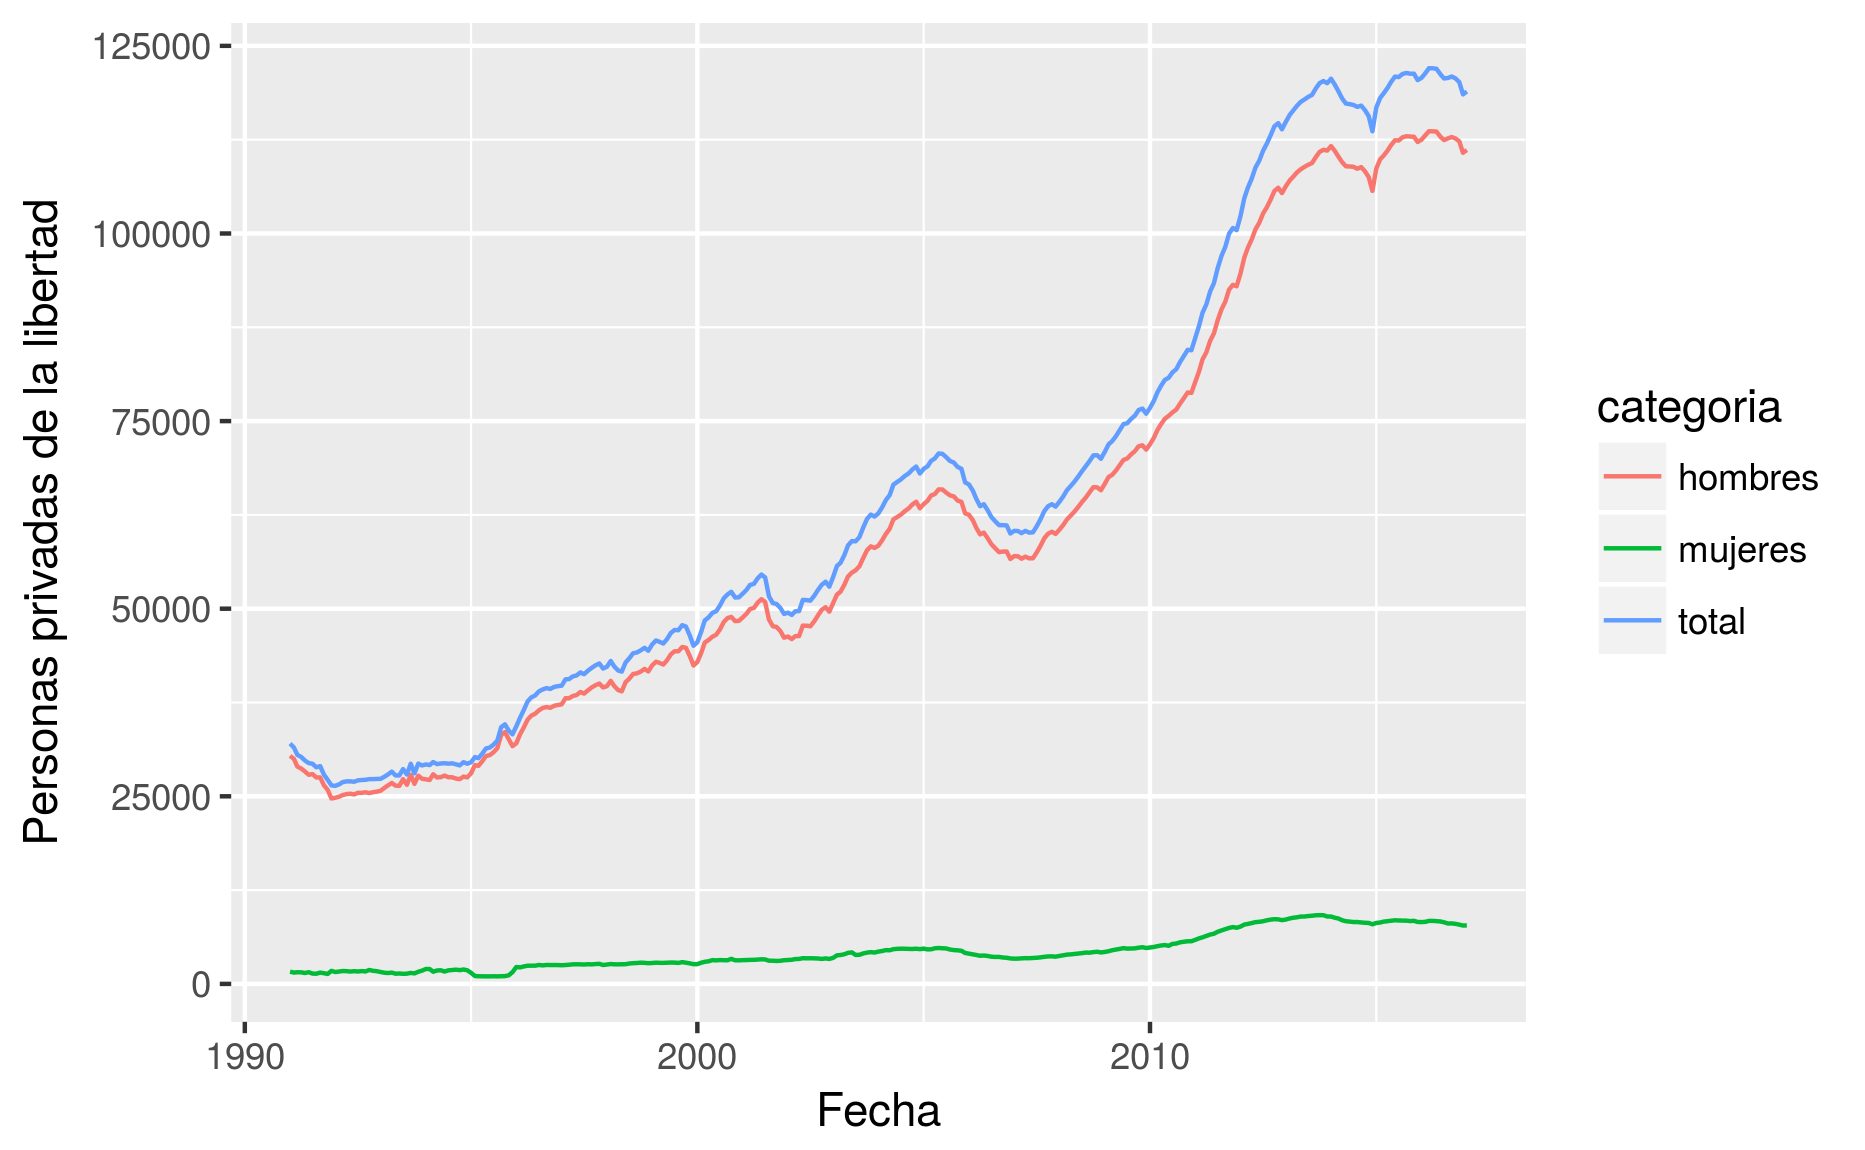 Personas privadas de la libertad
125000
100000
75000
50000
25000
0
1990 2000 2010
Fecha
categoria
hombres
mujeres
total